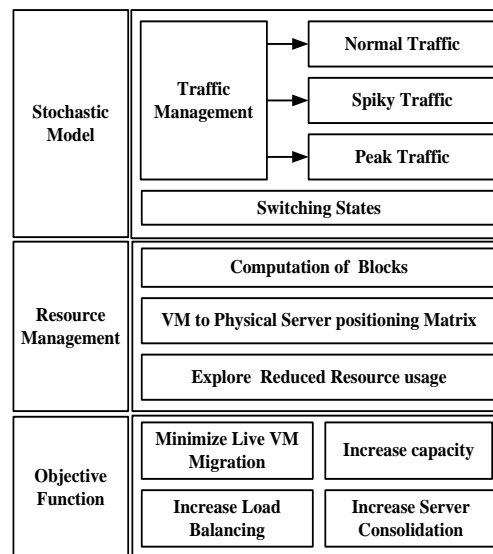 Stochastic
Model
Traffic
Management
Normal Traffic
Spiky Traffic
Peak Traffic
Switching States
Resource
Management
Computation of Blocks
VM to Physical Server positioning Matrix
Explore Reduced Resource usage
Objective
Function
Minimize Live VM
Migration
Increase capacity
Increase Load
Balancing
Increase Server
Consolidation